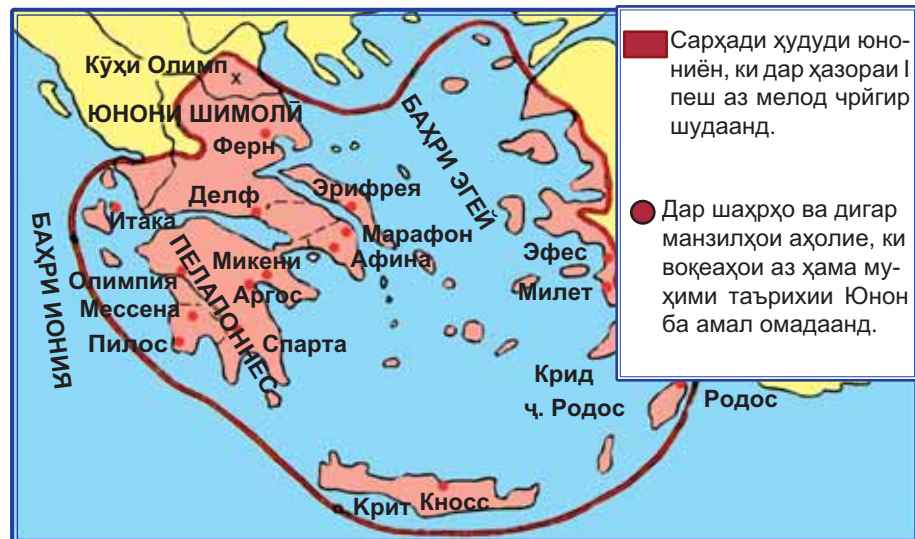 Кӯҳи Олимп
ЮНОНИ ШИМОЛӢ
Ферн
БАҲРИ ЭГЕЙ
Делф
Эрифрея
Итака
Марафон
Афина
Эфес
Милет
БАҲРИ ИОНИЯ
ПЕЛАПОННЕС
Олимпия
Микени
Аргос
Мессена
Пилос
Спарта
Крид
ҷ. Родос
Родос
о. Крит
Кносс
Сарҳади ҳудуди юно-
ниён, ки дар ҳазораи I
пеш аз мелод чрйгир
шудаанд.
Дар шаҳрҳо ва дигар
манзилҳои аҳолие, ки
воқеаҳои аз ҳама му-
ҳими таърихии Юнон
ба амал омадаанд.